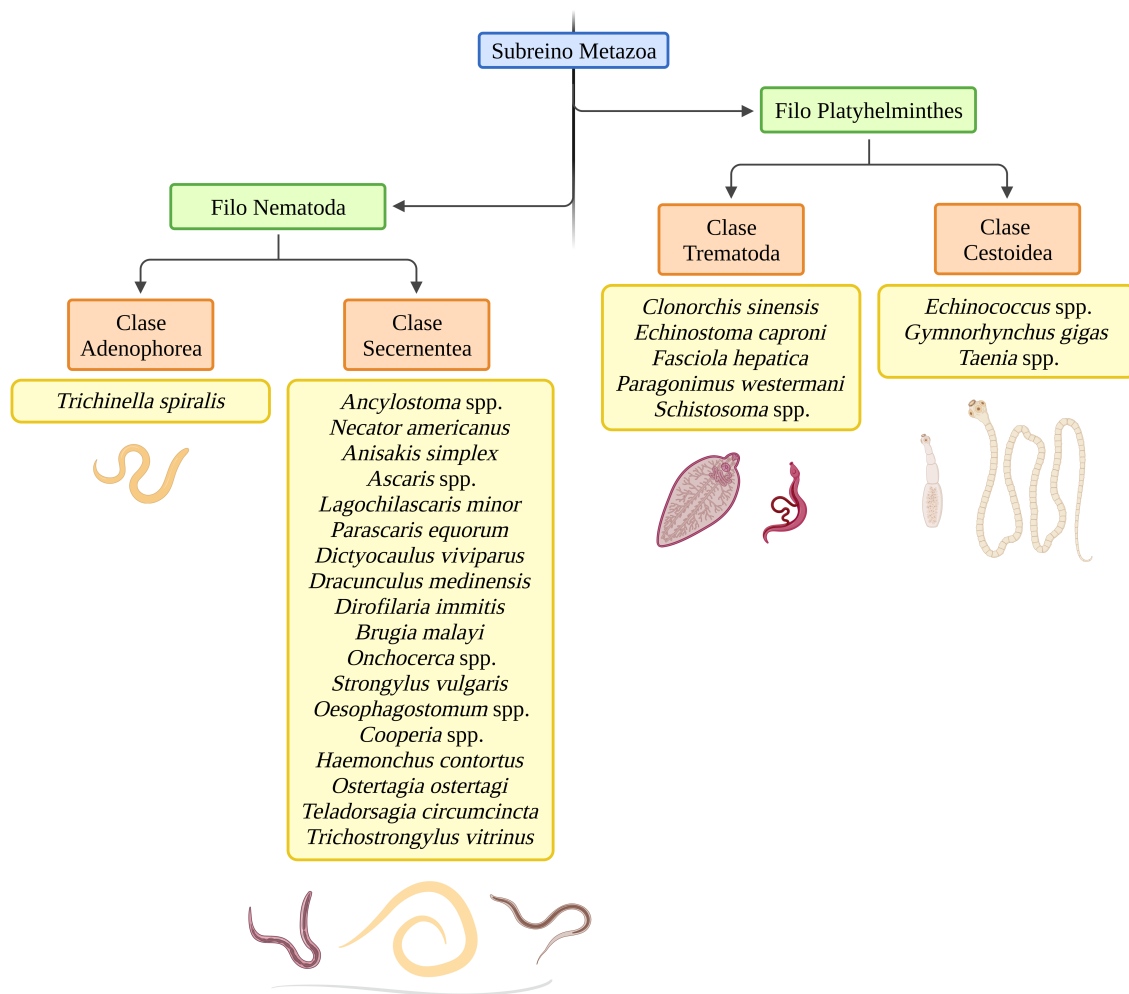 Subreino Metazoa
Filo Platyhelminthes
Filo Nematoda
Clase
Trematoda
Clase
Cestoidea
Clase
Adenophorea
Clase
Secernentea
Clonorchis sinensis
Echinostoma caproni
Fasciola hepatica
Paragonimus westermani
Schistosoma spp.
Echinococcus spp.
Gymnorhynchus gigas
Taenia spp.
Trichinella spiralis
Ancylostoma spp.
Necator americanus
Anisakis simplex
Ascaris spp.
Lagochilascaris minor
Parascaris equorum
Dictyocaulus viviparus
Dracunculus medinensis
Dirofilaria immitis
Brugia malayi
Onchocerca spp.
Strongylus vulgaris
Oesophagostomum spp.
Cooperia spp.
Haemonchus contortus
Ostertagia ostertagi
Teladorsagia circumcincta
Trichostrongylus vitrinus